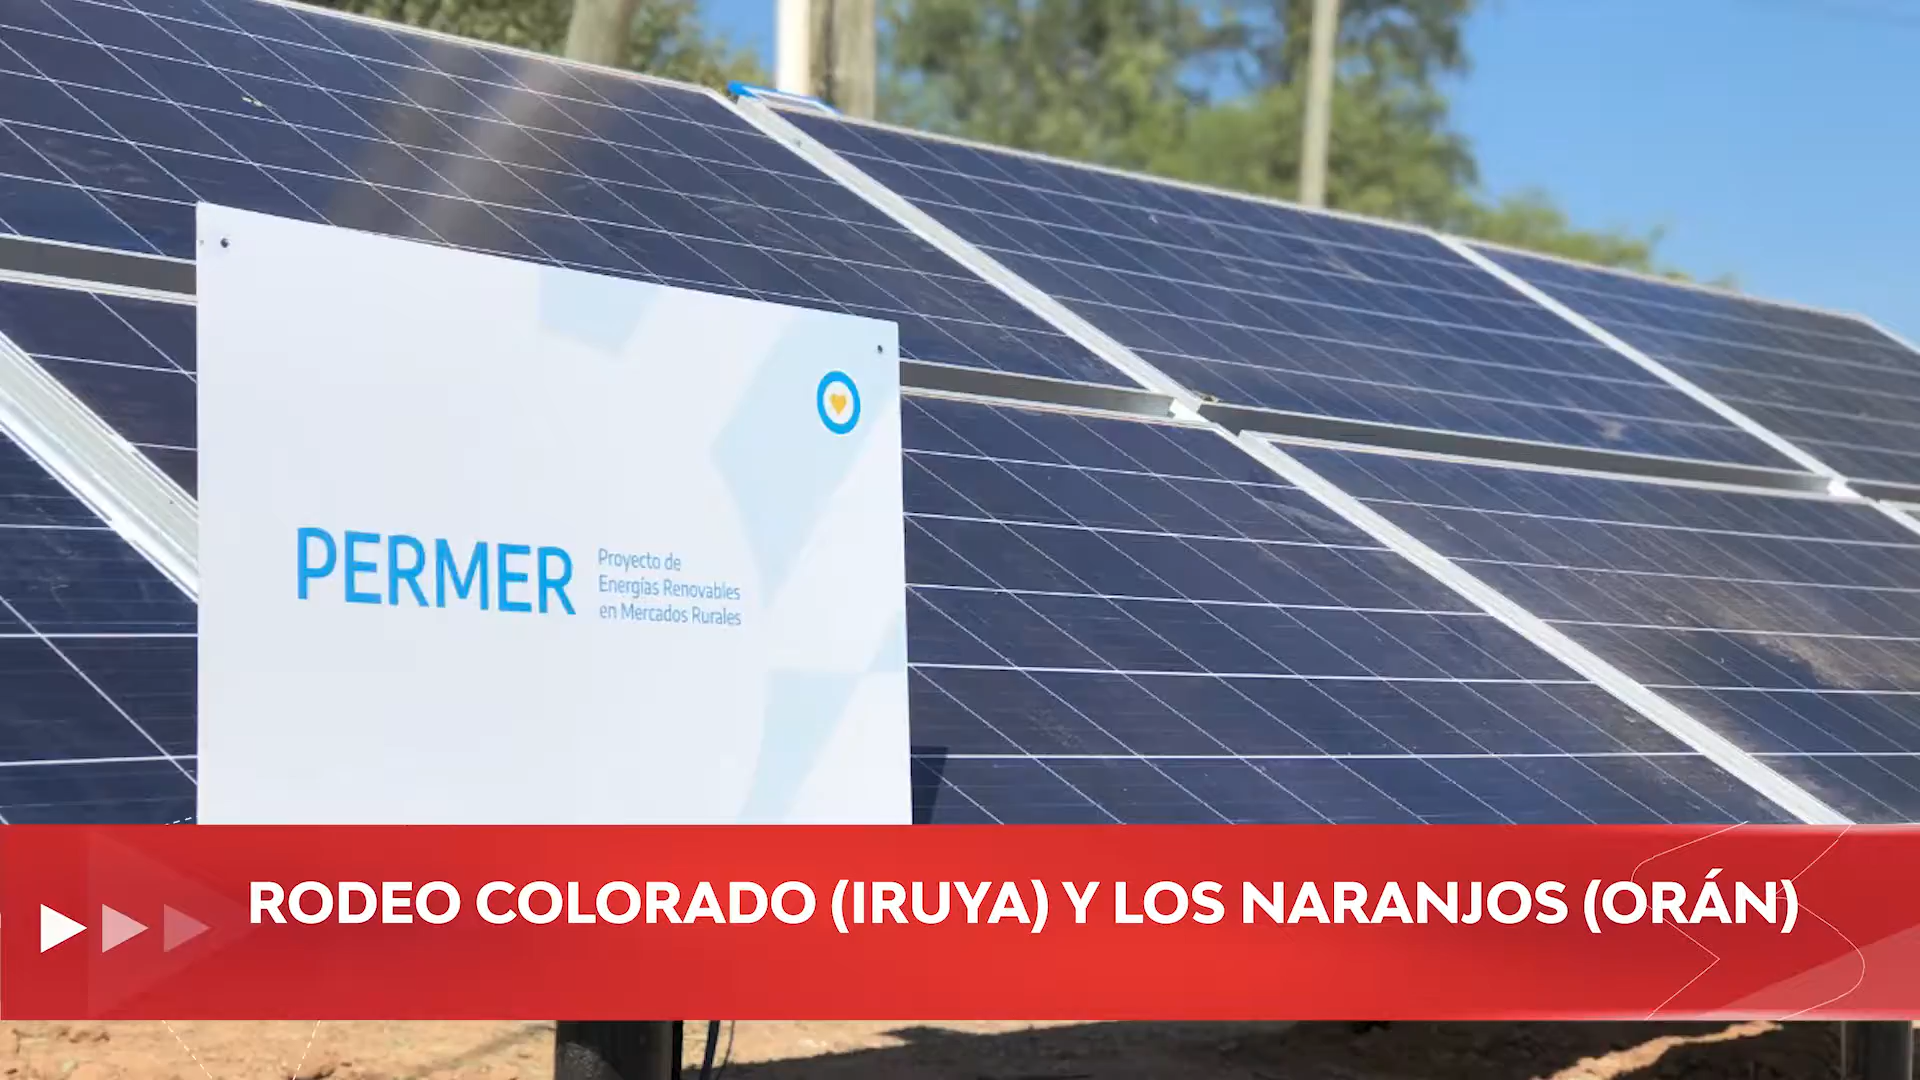 PERMER
Proyecto de
Energías Renovables
en Mercados Rurales
RODEO COLORADO (IRUYA) Y LOS NARANJOS (ORÁN)